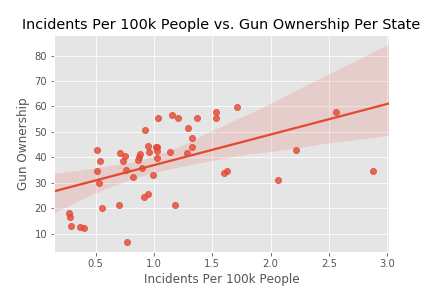 Incidents Per 100k People vs. Gun Ownership Per State
80
70
60
50
40
30
20
10
Gun Ownership
0.5 1.0 1.5 2.0 2.5 3.0
Incidents Per 100k People